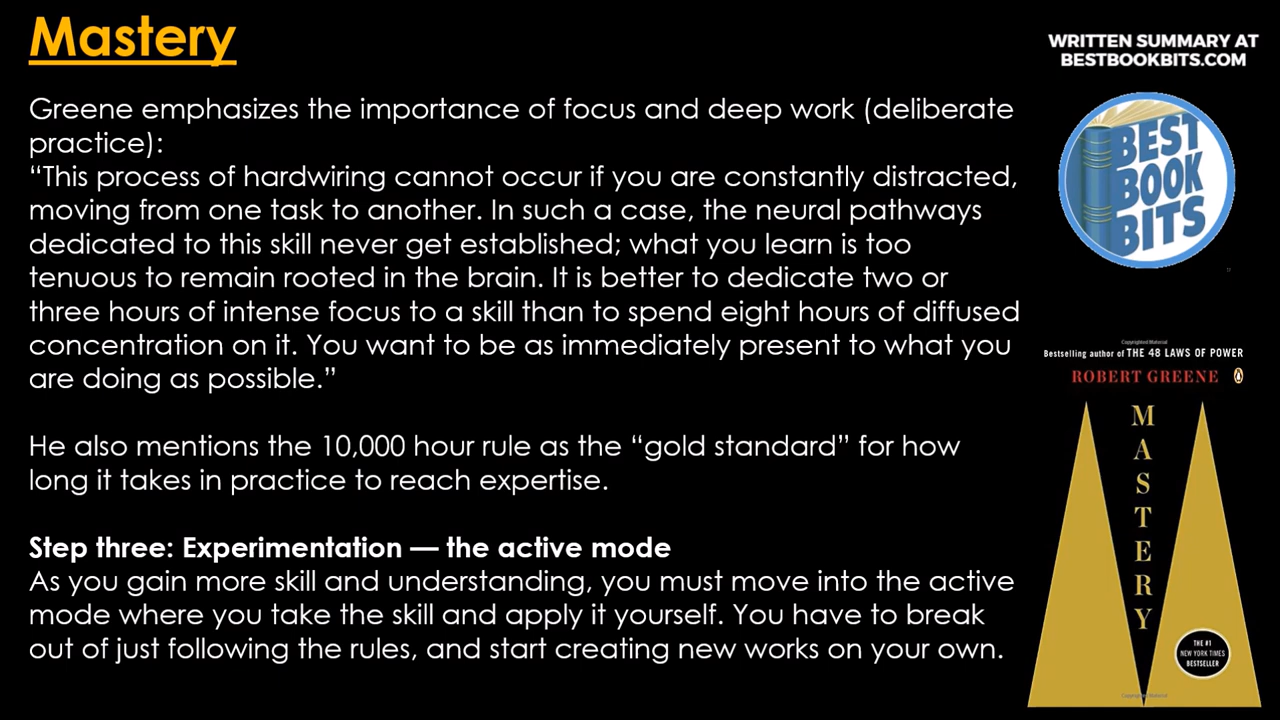 Mastery
Greene emphasizes the importance of focus and deep work (deliberate
practice):
“This process of hardwiring cannot occur if you are constantly distracted,
moving from one task to another. In such a case, the neural pathways
dedicated to this skill never get established; what you learn is too
tenuous to remain rooted in the brain. It is better to dedicate two or
three hours of intense focus to a skill than to spend eight hours of diffused
concentration on it. You want to be as immediately present to what you
are doing as possible.”
He also mentions the 10,000 hour rule as the “gold standard” for how
long it takes in practice to reach expertise.
Step three: Experimentation — the active mode
As you gain more skill and understanding, you must move into the active
mode where you take the skill and apply it yourself. You have to break
out of just following the rules, and start creating new works on your own.
WRITTEN SUMMARY AT
BESTBOOKBITS.COM
BEST
BOOK
BITS
Copyrighted Material
Bestselling author of THE 48 LAWS OF POWER
ROBERT GREENE
M
A
S
T
E
R
Y
THE #1
NEW YORK TIMES
BESTSELLER
Copyrighted Material